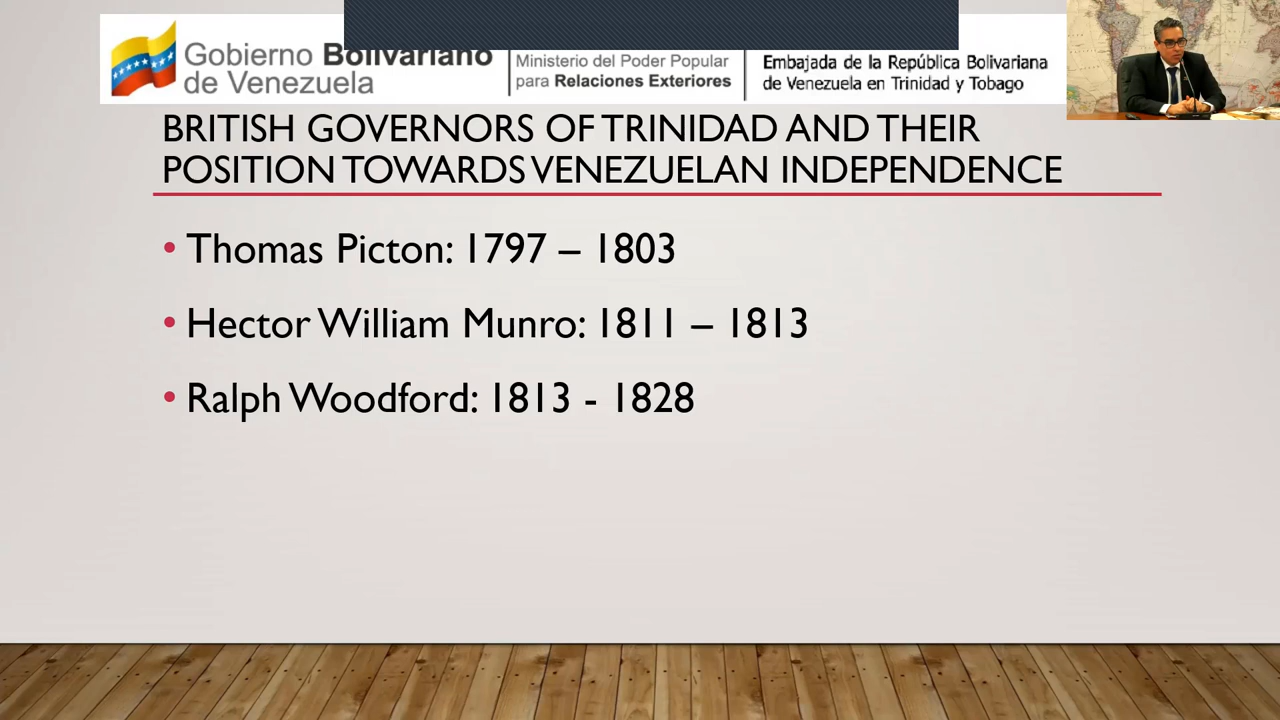 Gobierno Bolivariano
de Venezuela
Ministerio del Poder Popular
para Relaciones Exteriores
Embajada de la República Bolivariana
de Venezuela en Trinidad y Tobago
BRITISH GOVERNORS OF TRINIDAD AND THEIR
POSITION TOWARDS VENEZUELAN INDEPENDENCE
• Thomas Picton: 1797 – 1803
• Hector William Munro: 1811 – 1813
• Ralph Woodford: 1813 - 1828